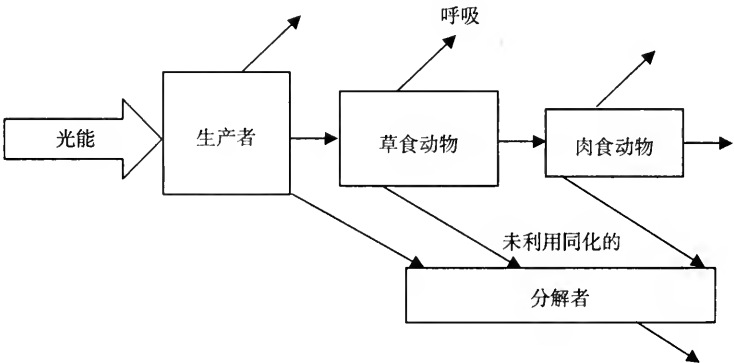 呼吸
光能
生产者
草食动物
肉食动物
未利用同化的
分解者